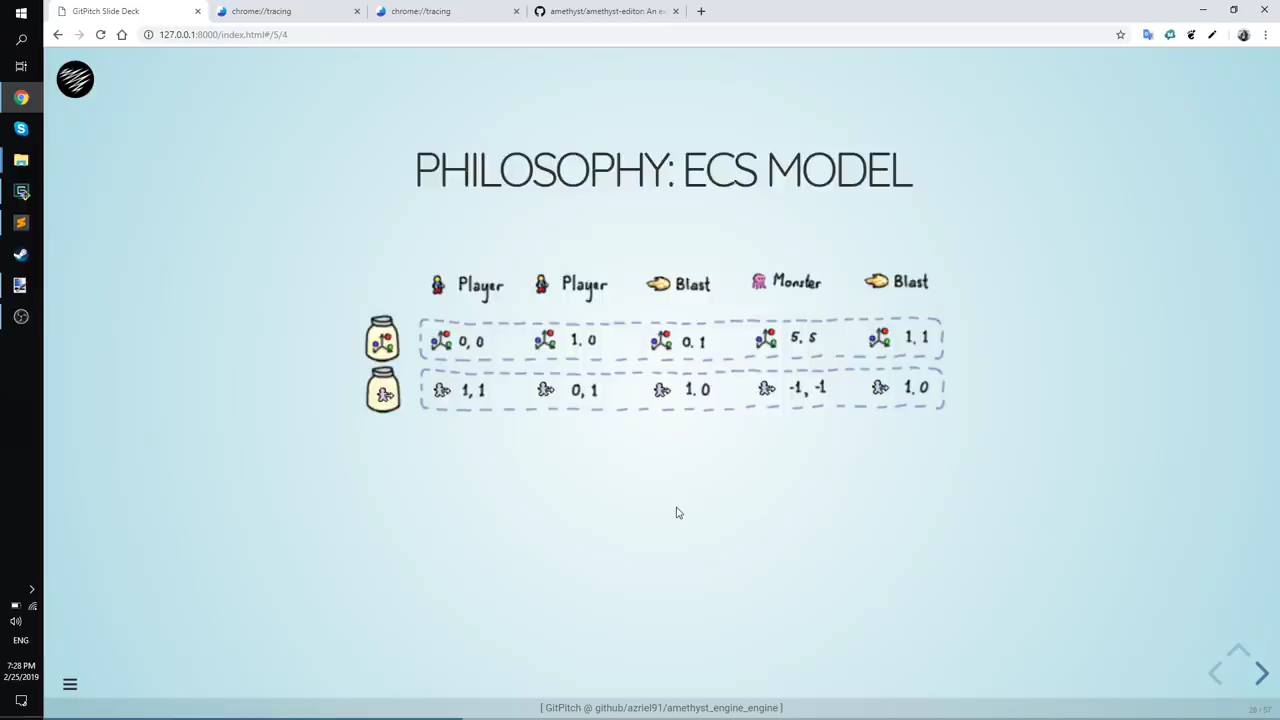 GitPitch Slide Deck
chrome://tracing
chrome://tracing
amethyst/amethyst-editor: An ex
127.0.0.1:8000/index.html#/5/4
PHILOSOPHY: ECS MODEL
Player Player Blast Monster Blast
0, 0 1, 0 0, 1 5, 5 1, 1
1, 1 0, 1 1, 0 -1, -1 1, 0
ENG
7:28 PM
2/25/2019
[ GitPitch @ github/azriel91/amethyst_engine_engine ]
28 / 57